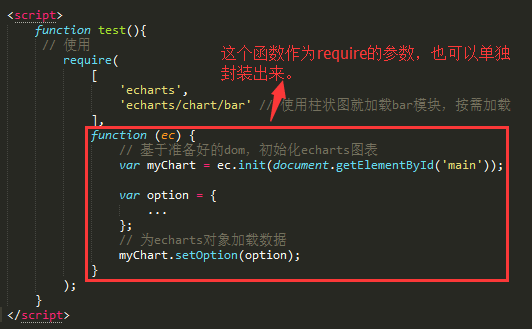 <script>
function test(){
// 使用
require(
这个函数作为require的参数，也可以单独
封装出来。
[
'echarts',
'echarts/chart/bar' // 使用柱状图就加载bar模块，按需加载
],
function (ec) {
// 基于准备好的dom，初始化echarts图表
var myChart = ec.init(document.getElementById('main'));
var option = {
...
};
// 为echarts对象加载数据
myChart.setOption(option);
}
);
}
</script>